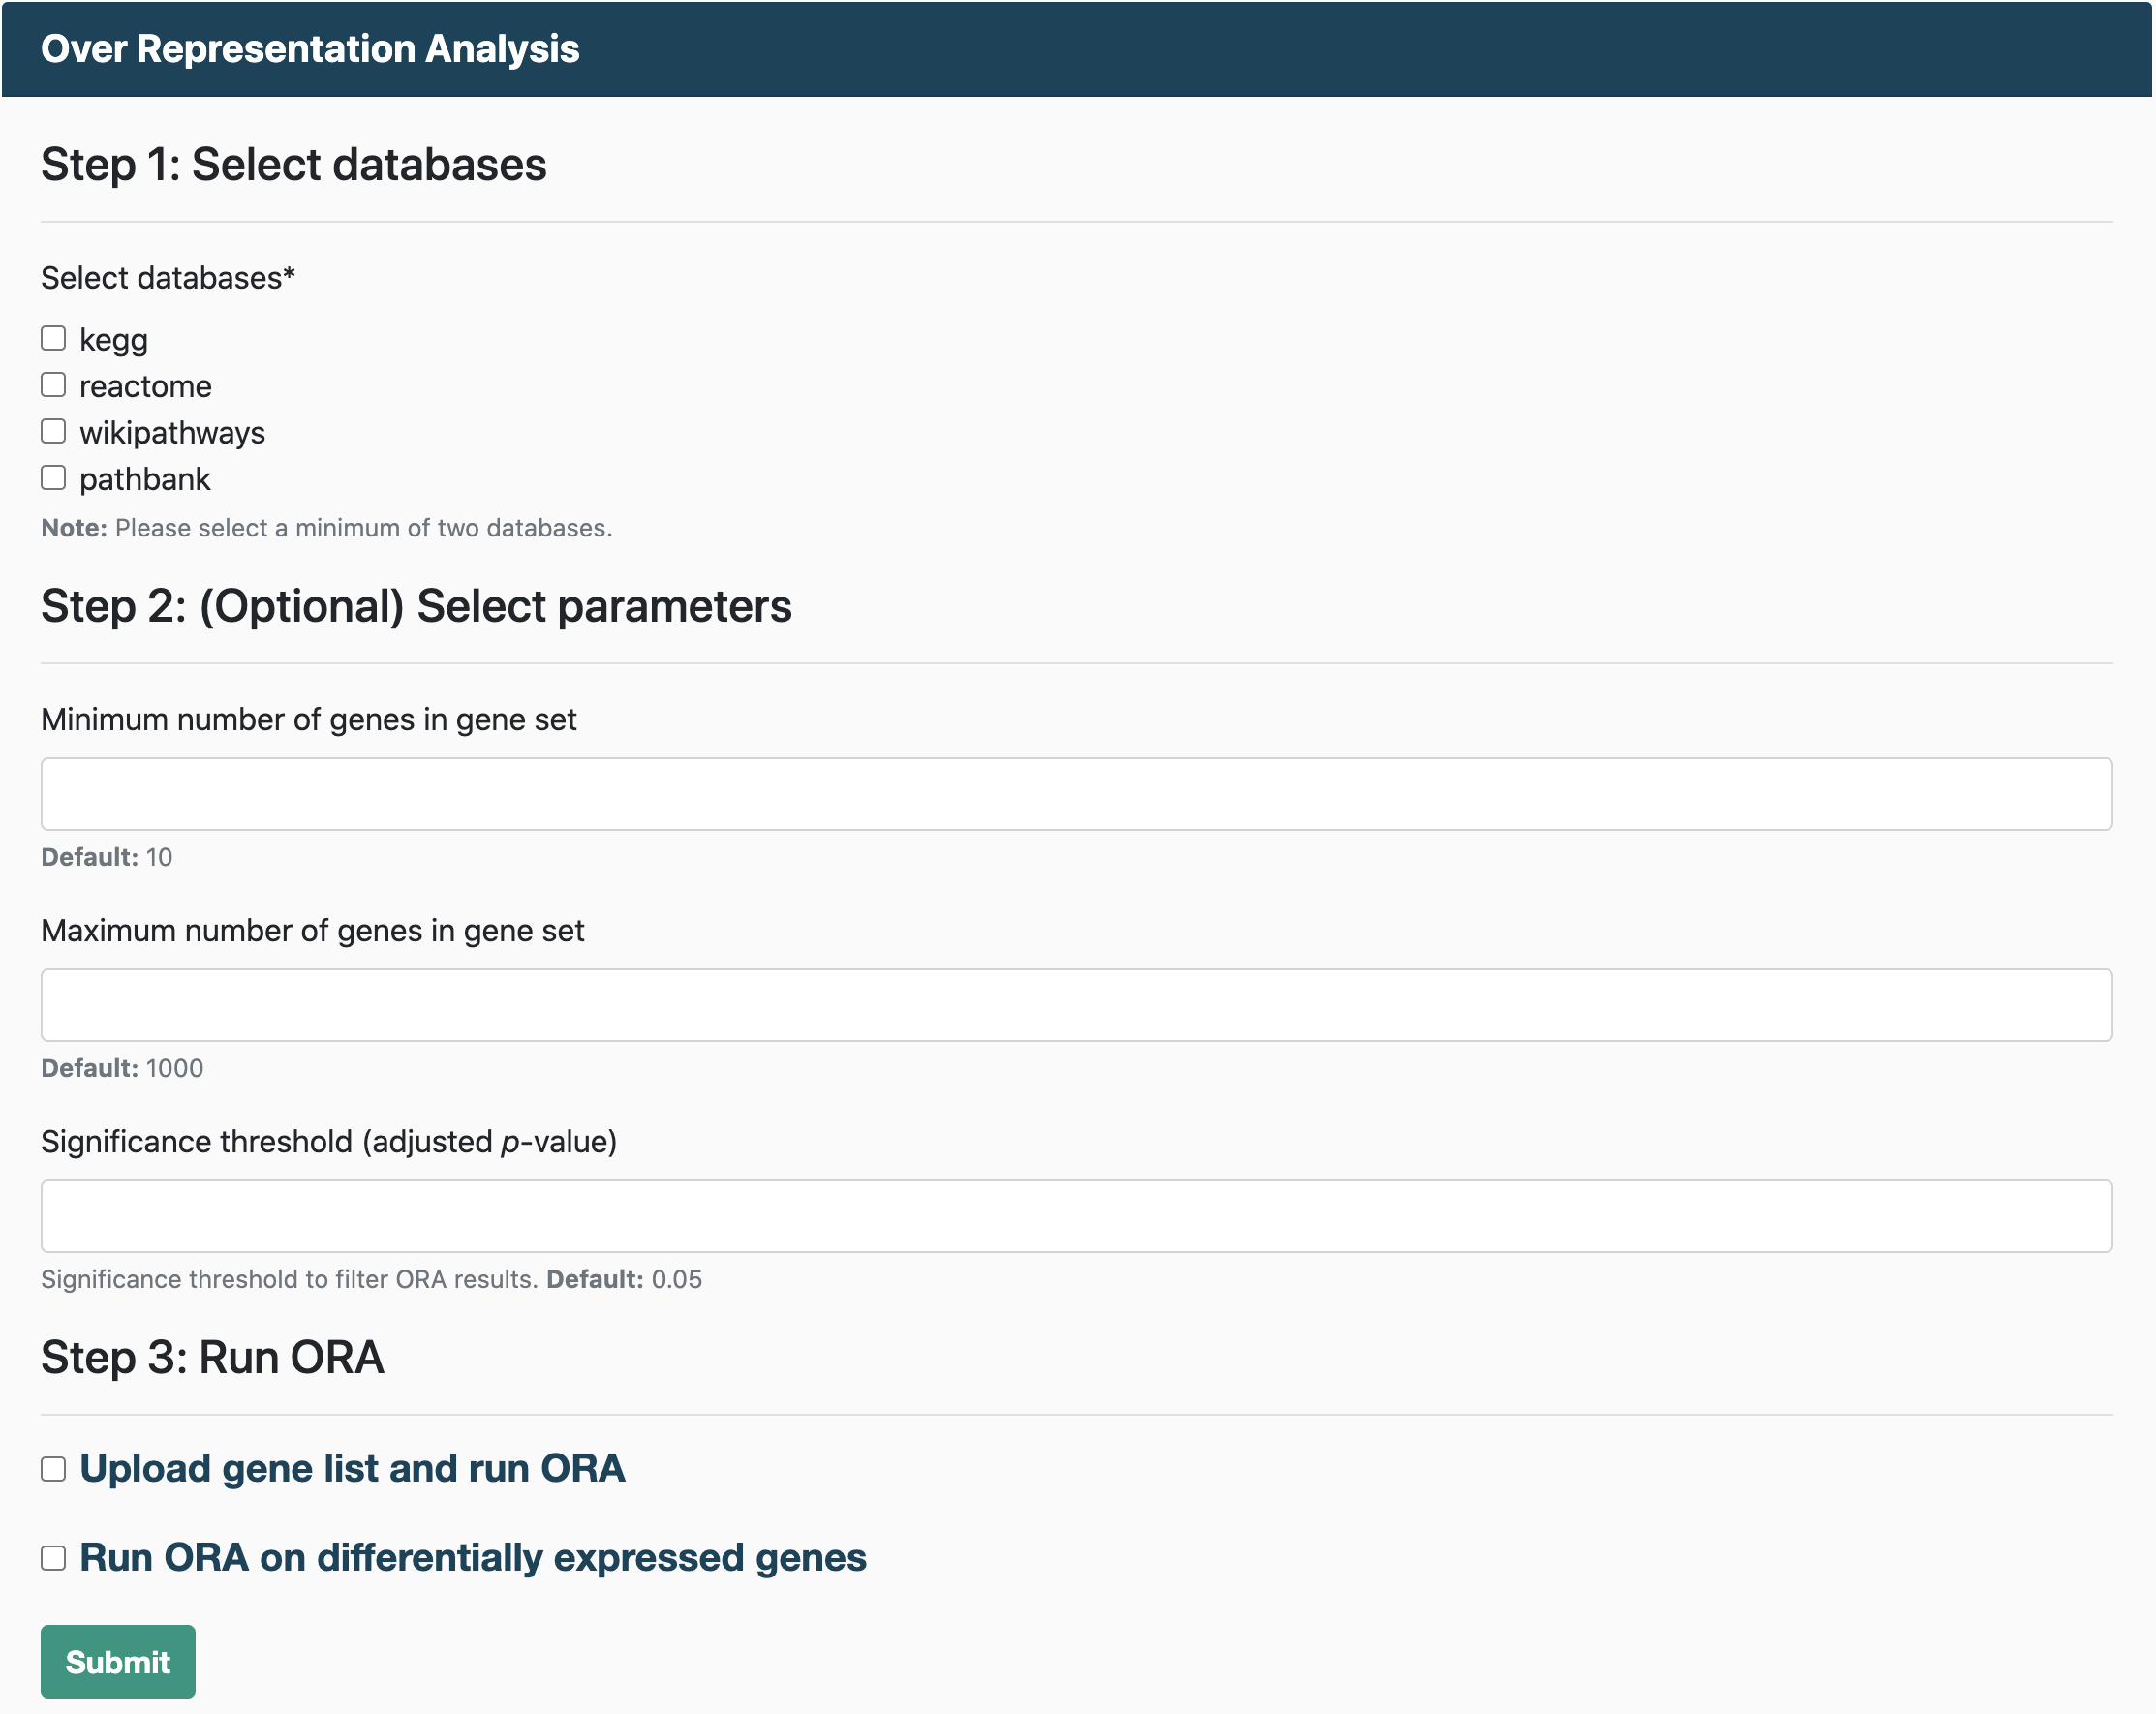 Over Representation Analysis
Step 1: Select databases
Select databases*
kegg
reactome
wikipathways
pathbank
Note: Please select a minimum of two databases.
Step 2: (Optional) Select parameters
Minimum number of genes in gene set
Default: 10
Maximum number of genes in gene set
Default: 1000
Significance threshold (adjusted p-value)
Significance threshold to filter ORA results. Default: 0.05
Step 3: Run ORA
Upload gene list and run ORA
Run ORA on differentially expressed genes
Submit